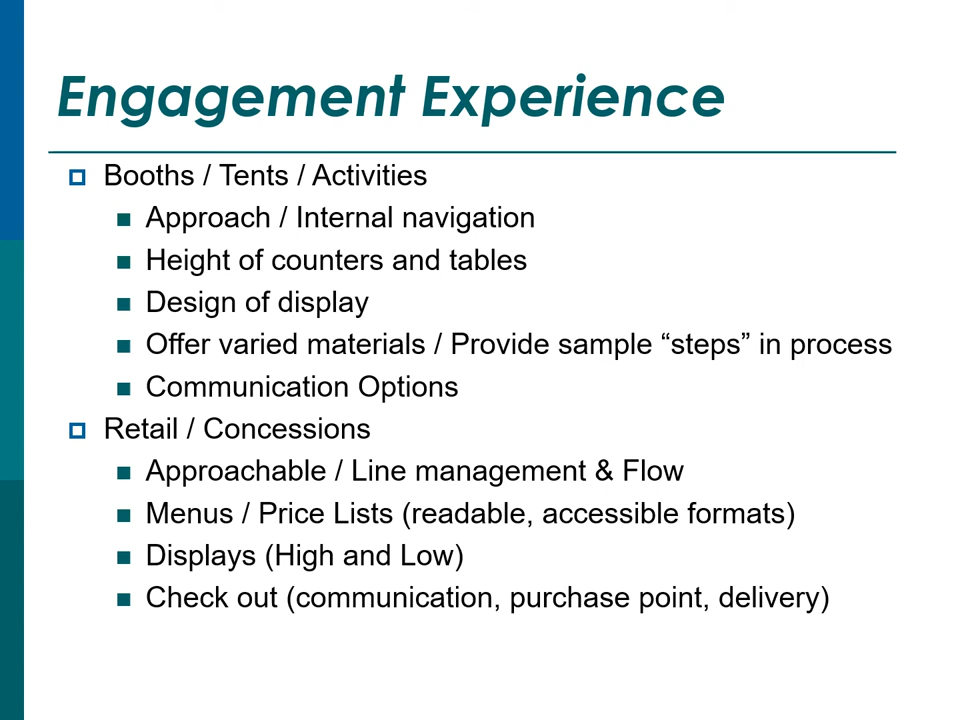 Engagement Experience
Booths / Tents / Activities
Approach / Internal navigation
Height of counters and tables
Design of display
Offer varied materials / Provide sample “steps” in process
Communication Options
Retail / Concessions
Approachable / Line management & Flow
Menus / Price Lists (readable, accessible formats)
Displays (High and Low)
Check out (communication, purchase point, delivery)